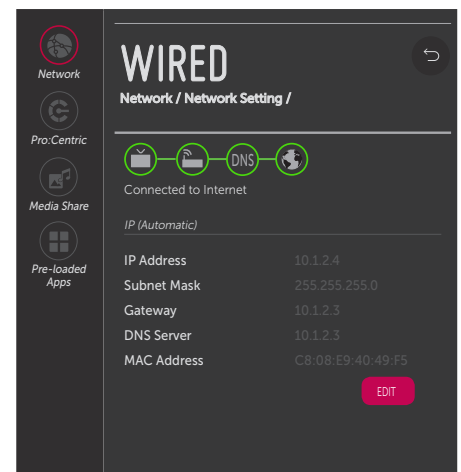 Network
Pro:Centric
Media Share
Pre-loaded
Apps
WIRED
Network / Network Setting /
DNS
Connected to Internet
IP (Automatic)
IP Address 10.1.2.4
Subnet Mask 255.255.255.0
Gateway 10.1.2.3
DNS Server 10.1.2.3
MAC Address C8:08:E9:40:49:F5
EDIT